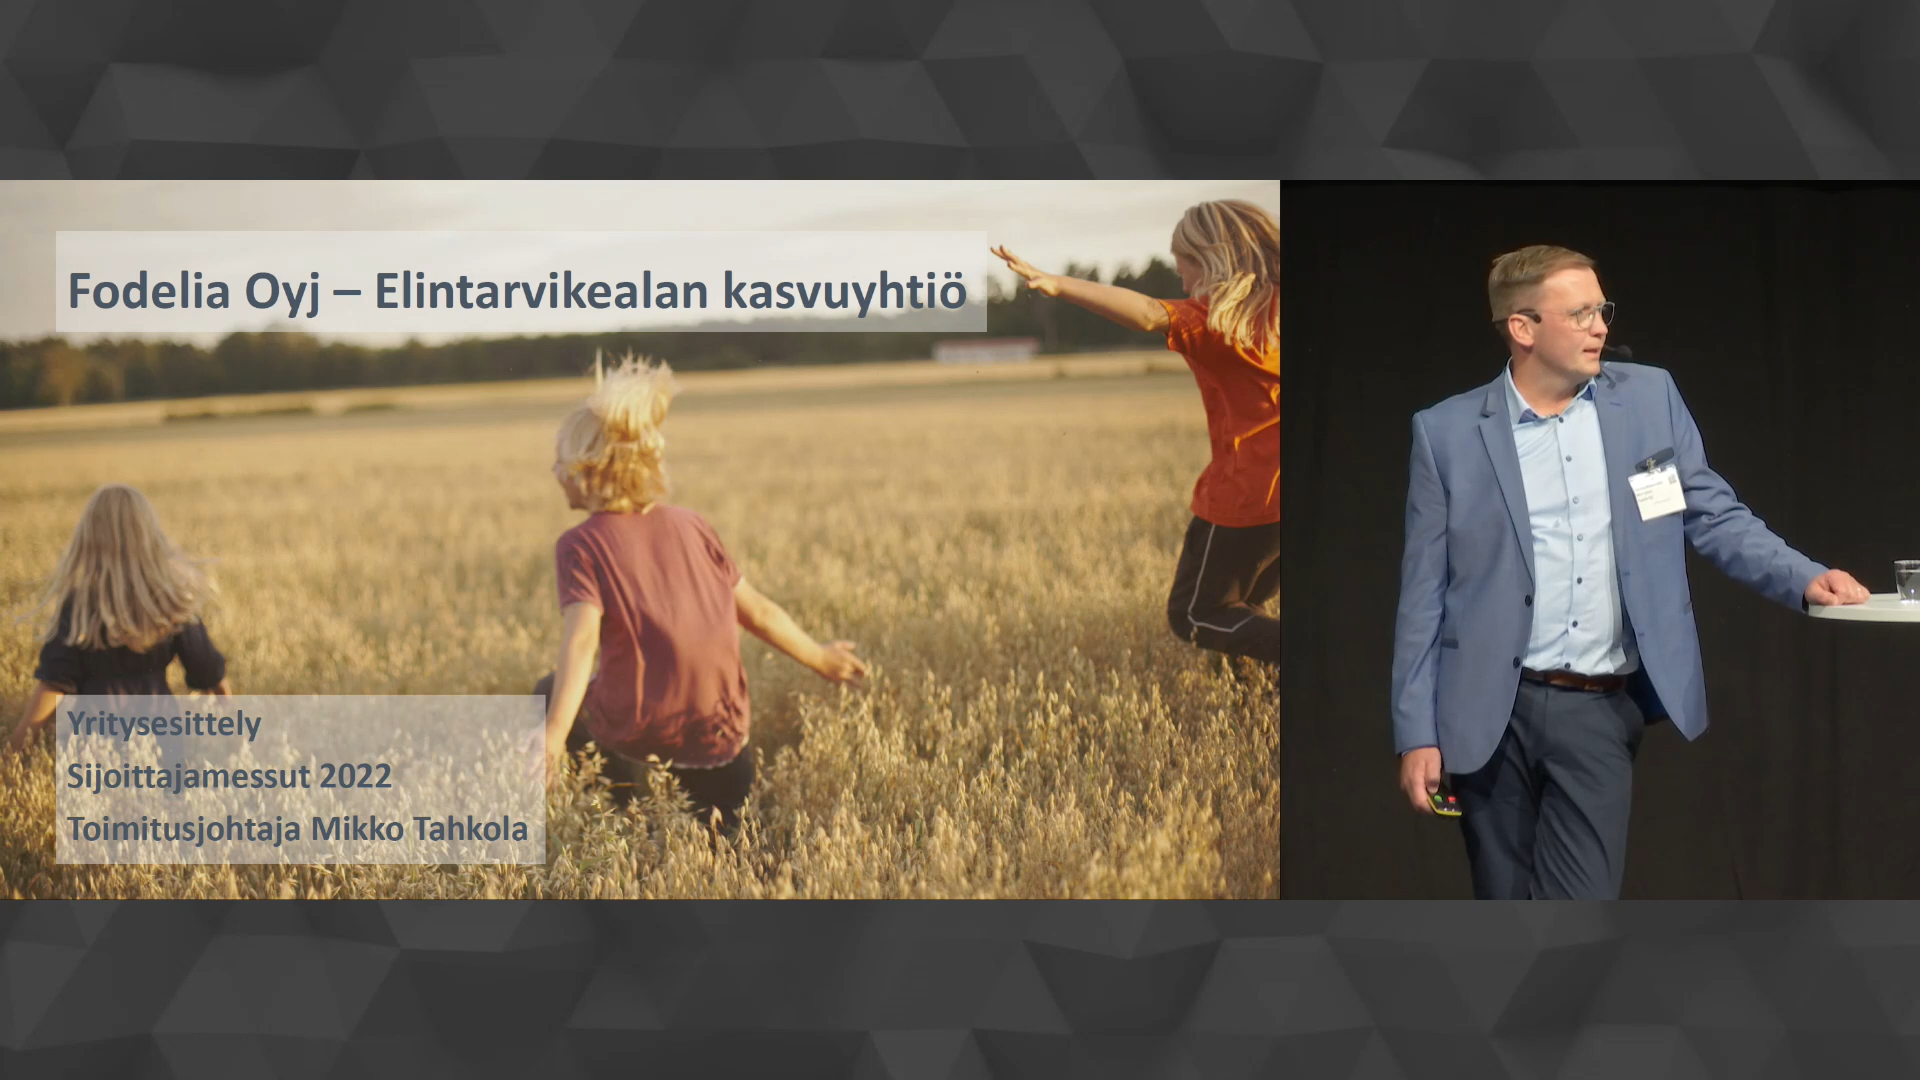 Fodelia Oyj – Elintarvikealan kasvuyhtiö
Yritysesittely
Sijoittajamessut 2022
Toimitusjohtaja Mikko Tahkola